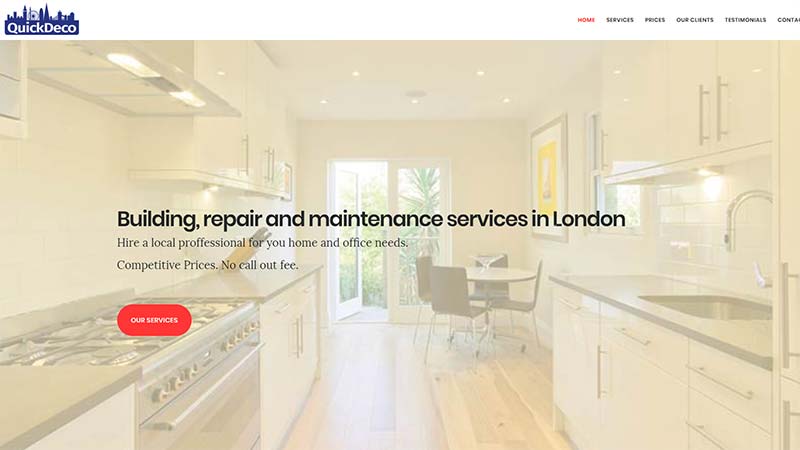 QuickDeco
HOME SERVICES PRICES OUR CLIENTS TESTIMONIALS CONTAC
Building, repair and maintenance services in London
Hire a local proffessional for you home and office needs.
Competitive Prices. No call out fee.
OUR SERVICES